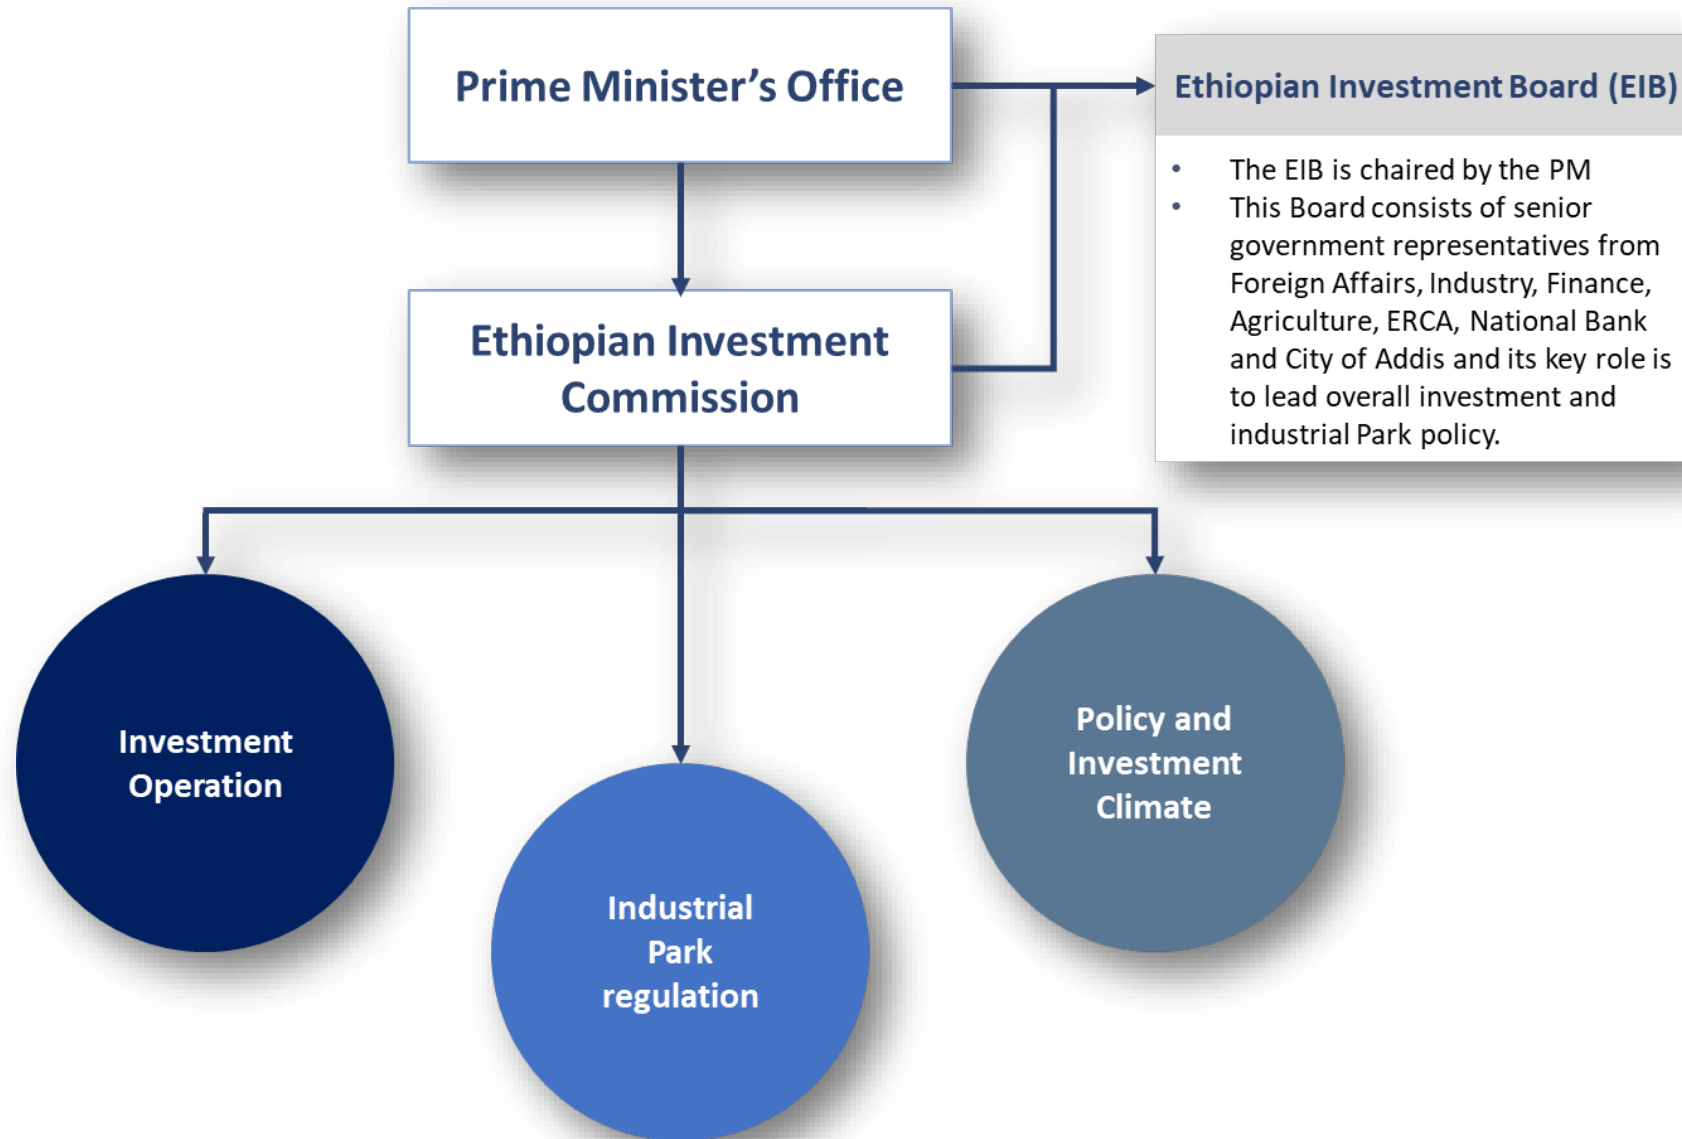 Prime Minister’s Office
Ethiopian Investment Board (EIB)
• The EIB is chaired by the PM
• This Board consists of senior
government representatives from
Foreign Affairs, Industry, Finance,
Agriculture, ERCA, National Bank
and City of Addis and its key role is
to lead overall investment and
industrial Park policy.
Ethiopian Investment
Commission
Investment
Operation
Industrial
Park
regulation
Policy and
Investment
Climate